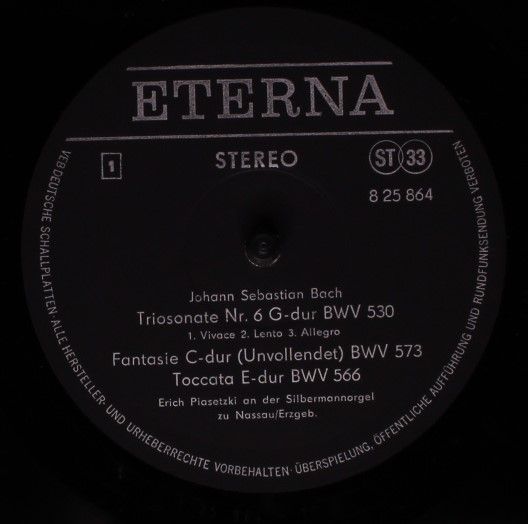 ETERNA
1
STEREO
ST 33
8 25 864
Johann Sebastian Bach
Triosonate Nr. 6 G-dur BWV 530
1. Vivace 2. Lento 3. Allegro
Fantasie C-dur (Unvollendet) BWV 573
Toccata E-dur BWV 566
Erich Piasetzki an der Silbermannorgel
zu Nassau/Erzgeb.
VEB DEUTSCHE SCHALLPLATTEN · ALLE HERSTELLER- UND URHEBERRECHTE VORBEHALTEN · ÜBERSPIELUNG, ÖFFENTLICHE AUFFÜHRUNG UND RUNDFUNKSENDUNG VERBOTEN